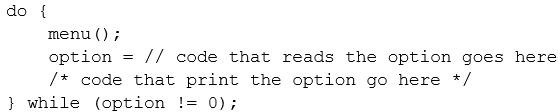 do {
    menu();
    option = // code that reads the option goes here
    /* code that print the option go here */
} while (option != 0);